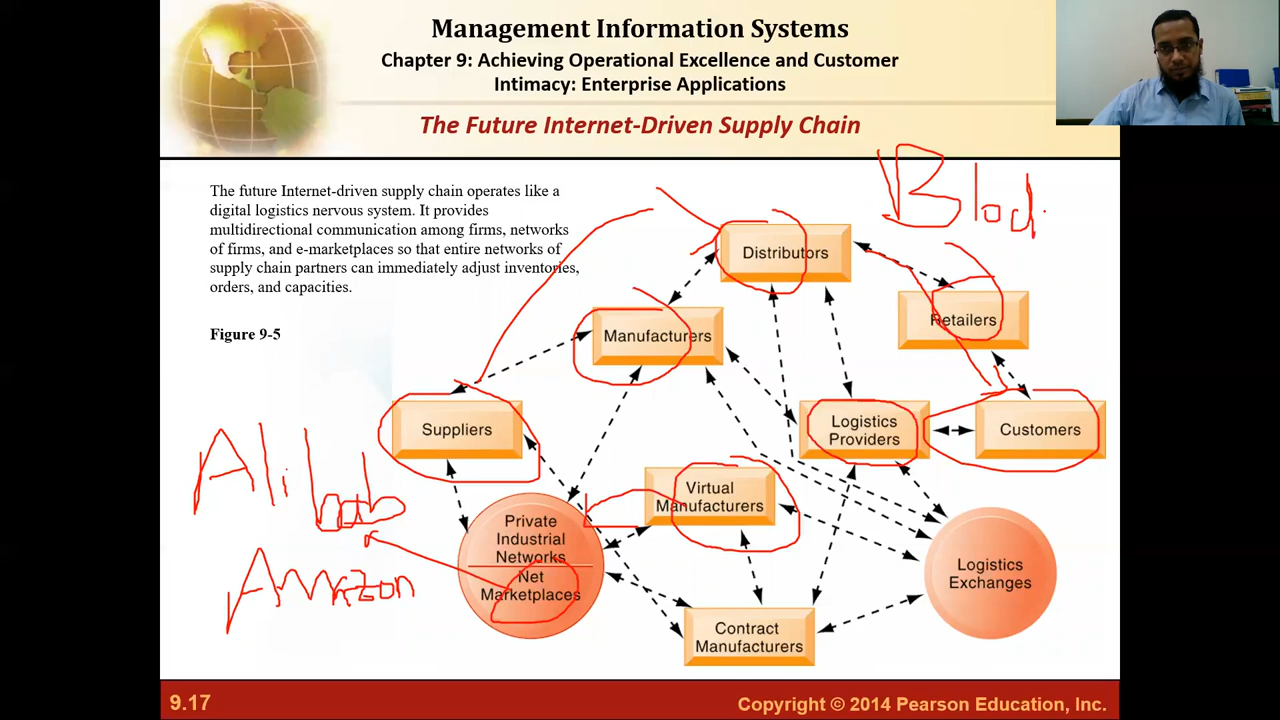 Management Information Systems
Chapter 9: Achieving Operational Excellence and Customer
Intimacy: Enterprise Applications
The Future Internet-Driven Supply Chain
The future Internet-driven supply chain operates like a
digital logistics nervous system. It provides
multidirectional communication among firms, networks
of firms, and e-marketplaces so that entire networks of
supply chain partners can immediately adjust inventories,
orders, and capacities.
Figure 9-5
Blod
Distributors
Retailers
Manufacturers
Suppliers
Logistics
Providers
Customers
Virtual
Manufacturers
Private
Industrial
Networks
Net
Marketplaces
Logistics
Exchanges
Contract
Manufacturers
Amazon
9.17
Copyright © 2014 Pearson Education, Inc.